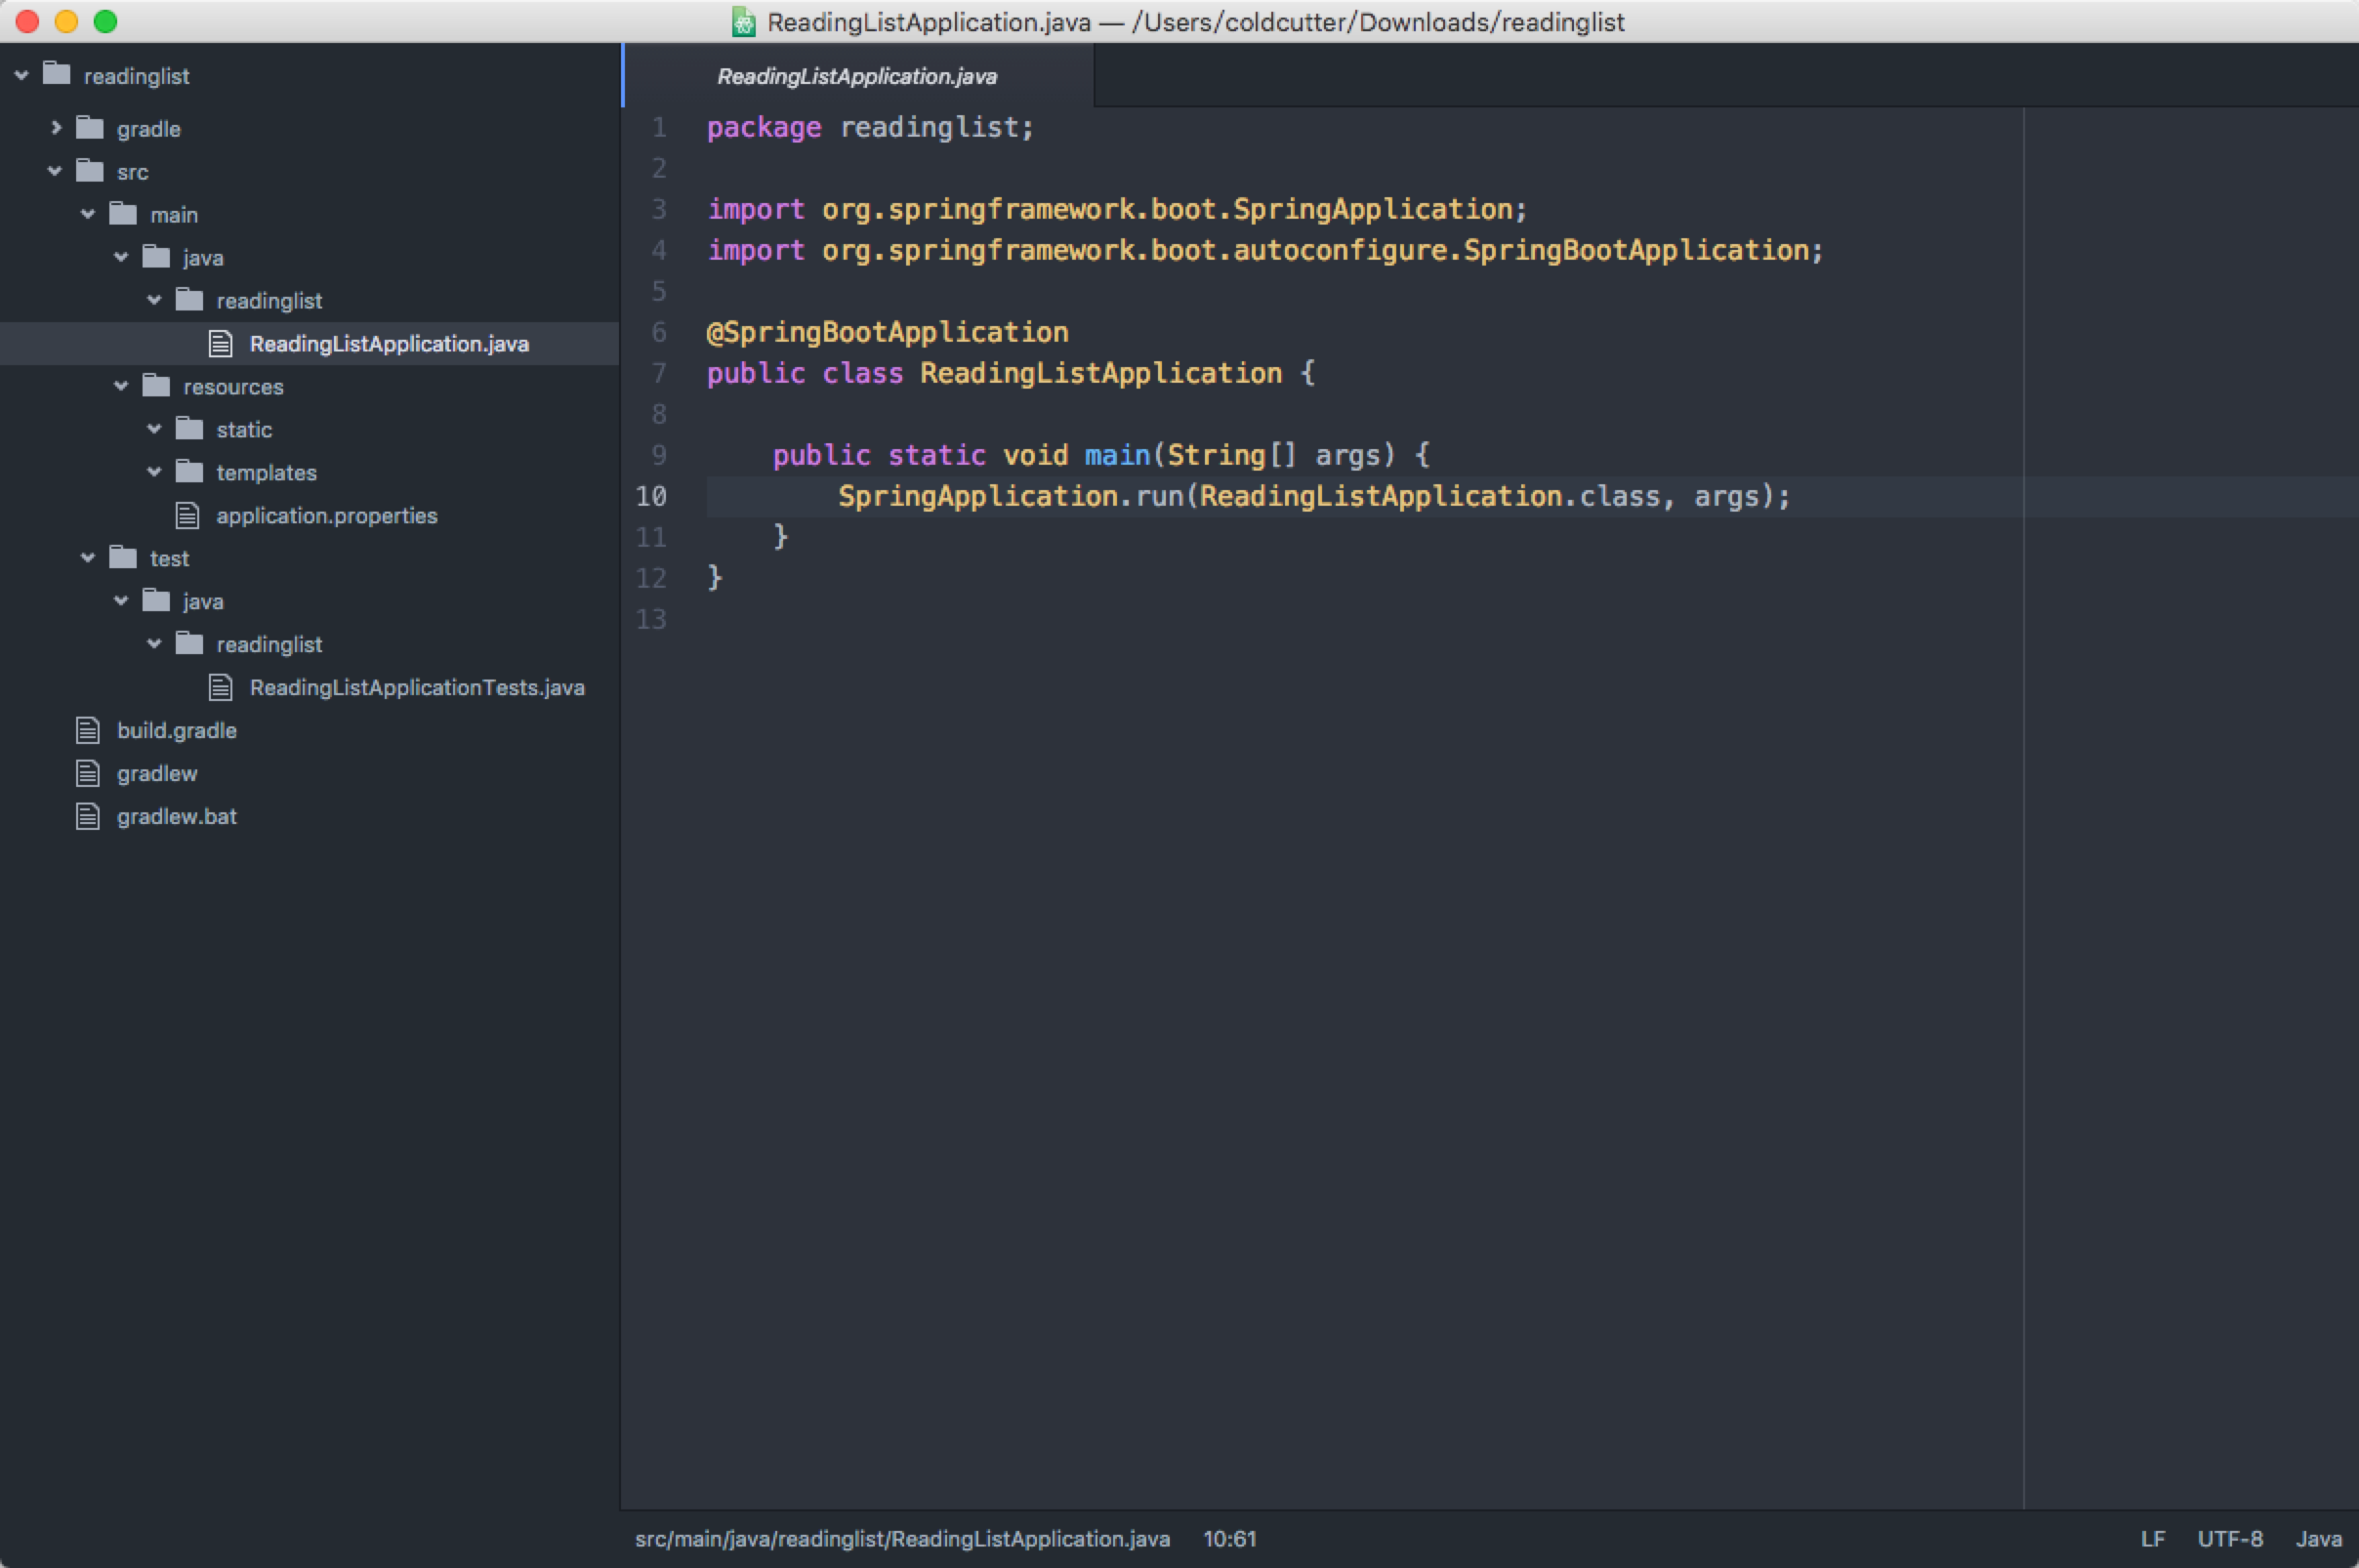 ReadingListApplication.java — /Users/coldcutter/Downloads/readinglist
readinglist
gradle
src
main
java
readinglist
ReadingListApplication.java
resources
static
templates
application.properties
test
java
readinglist
ReadingListApplicationTests.java
build.gradle
gradlew
gradlew.bat
ReadingListApplication.java
1 package readinglist;
2
3 import org.springframework.boot.SpringApplication;
4 import org.springframework.boot.autoconfigure.SpringBootApplication;
5
6 @SpringBootApplication
7 public class ReadingListApplication {
8
9     public static void main(String[] args) {
10         SpringApplication.run(ReadingListApplication.class, args);
11     }
12 }
13
src/main/java/readinglist/ReadingListApplication.java 10:61 LF UTF-8 Java